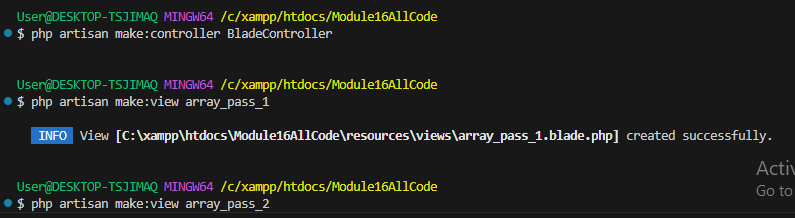 User@DESKTOP-TSJIMAQ MINGW64 /c/xampp/htdocs/Module16AllCode
$ php artisan make:controller BladeController
User@DESKTOP-TSJIMAQ MINGW64 /c/xampp/htdocs/Module16AllCode
$ php artisan make:view array_pass_1
INFO View [C:\xampp\htdocs\Module16AllCode\resources\views\array_pass_1.blade.php] created successfully.
User@DESKTOP-TSJIMAQ MINGW64 /c/xampp/htdocs/Module16AllCode
Activ
$ php artisan make:view array_pass_2
Go to